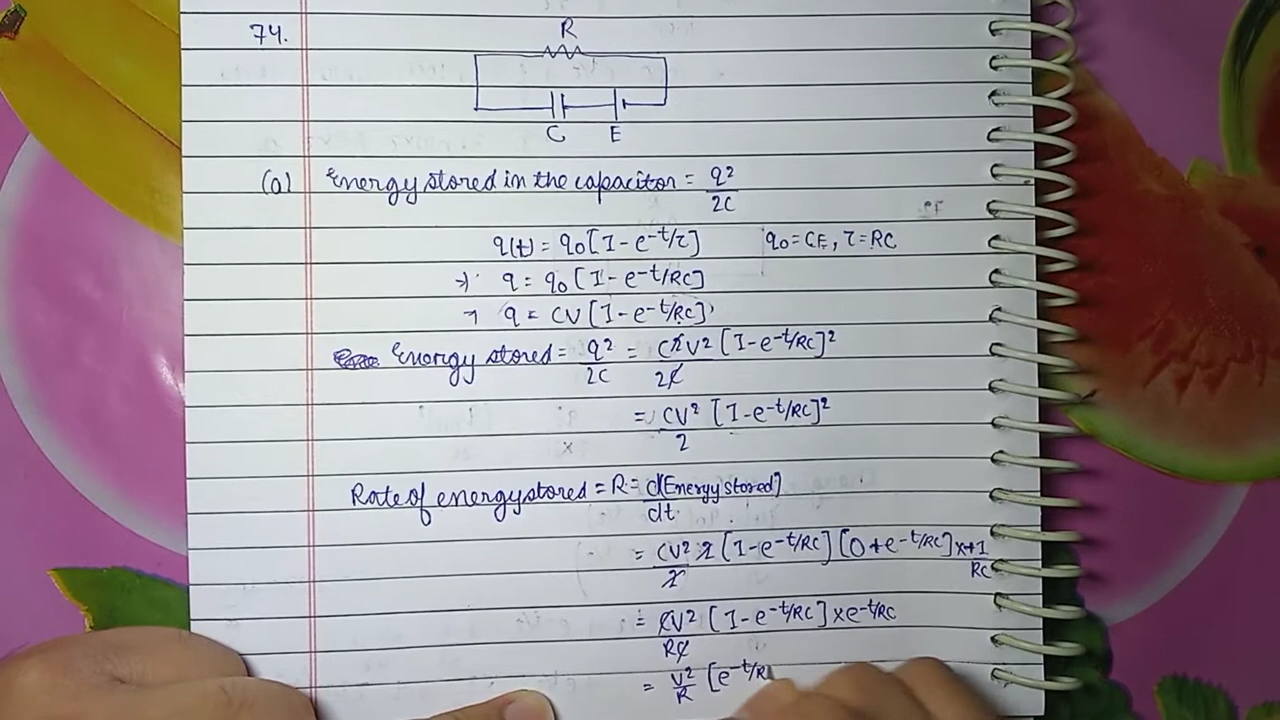 74.
R
C E
(a) Energy stored in the capacitor = q²/2C
q(t) = q₀[1 - e^-t/τ] q₀ = CE, τ = RC
→ q = q₀[1 - e^-t/RC]
→ q = CV[1 - e^-t/RC]
Energy stored = q²/2C = C²V²/2C [1 - e^-t/RC]²
= CV²/2 [1 - e^-t/RC]²
Rate of energy stored = R = d(Energy stored)/dt
= CV²/2 2 [1 - e^-t/RC] [0 + e^-t/RC] x + 1/RC
= CV²/RC [1 - e^-t/RC] x e^-t/RC
= V²/R [e^-t/R